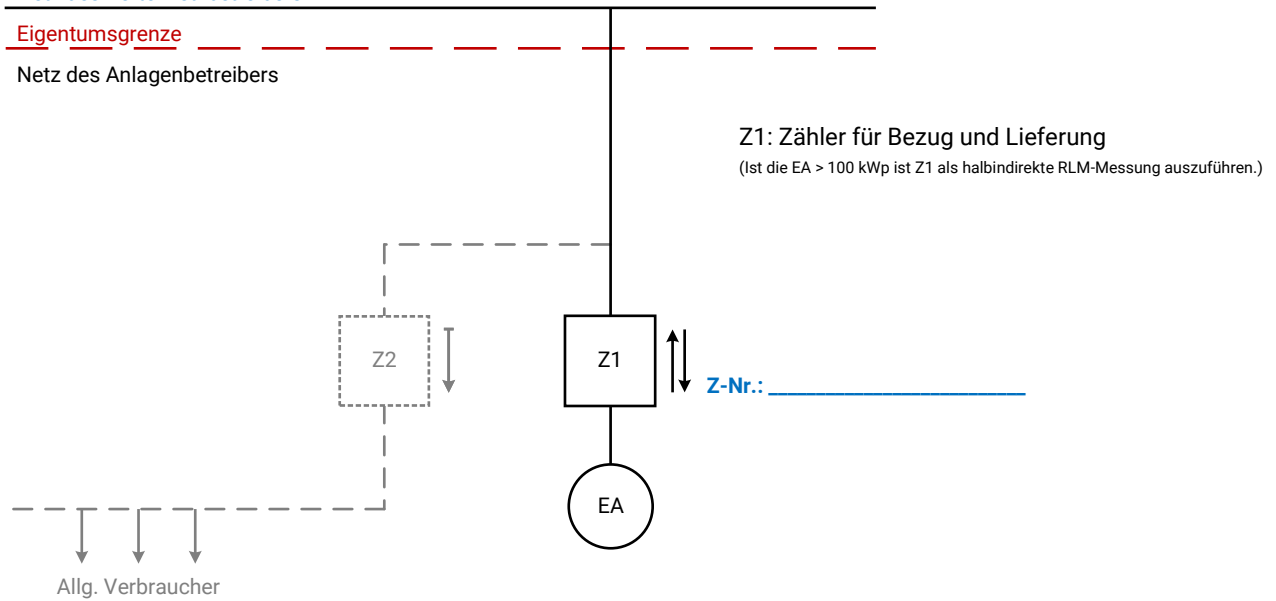 Eigentumsgrenze
Netz des Anlagenbetreibers
Z1: Zähler für Bezug und Lieferung
(Ist die EA > 100 kWp ist Z1 als halbindirekte RLM-Messung auszuführen.)
Z2
Z1
Z-Nr.: ___________________________
EA
Allg. Verbraucher